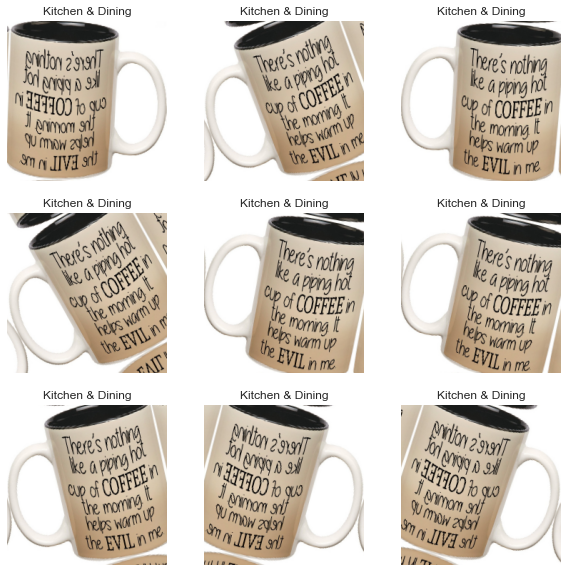 Kitchen & Dining
There's nothing
like a piping hot
cup of COFFEE in
the morning. It
helps warm up
the EVIL in me
Kitchen & Dining
There's nothing
like a piping hot
cup of COFFEE in
the morning. It
helps warm up
the EVIL in me
Kitchen & Dining
There's nothing
like a piping hot
cup of COFFEE in
the morning. It
helps warm up
the EVIL in me
Kitchen & Dining
There's nothing
like a piping hot
cup of COFFEE in
the morning. It
helps warm up
the EVIL in m
Kitchen & Dining
There's nothing
like a piping hot
cup of COFFEE in
the morning. It
helps warm up
the EVIL in me
Kitchen & Dining
There's nothing
like a piping hot
cup of COFFEE in
the morning. It
helps warm up
the EVIL in me
Kitchen & Dining
There's nothing
like a piping hot
cup of COFFEE in
the morning. It
helps warm up
the EVIL in me
Kitchen & Dining
There's nothing
like a piping hot
cup of COFFEE in
the morning. It
helps warm up
the EVIL in me
Kitchen & Dining
There's nothing
like a piping hot
cup of COFFEE in
the morning. It
helps warm up
the EVIL in me